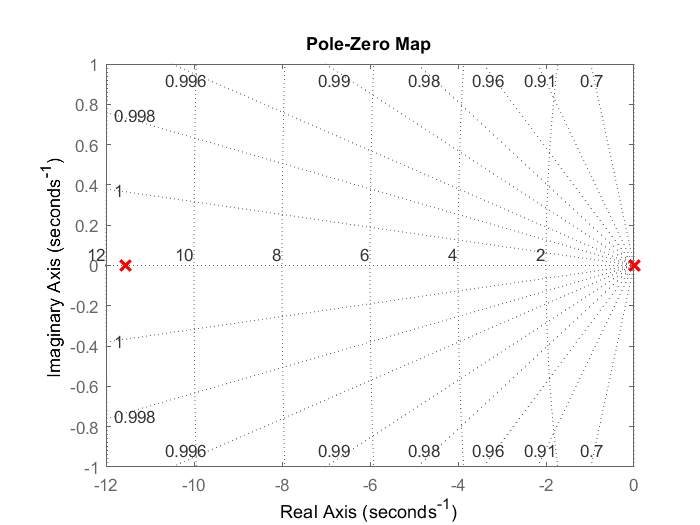 Pole-Zero Map
1
0.996 0.99 0.98 0.96 0.91 0.7
0.8
0.998
0.6
0.4
1
0.2
12 10 8 6 4 2
0
-0.2
1
-0.4
-0.6
0.998
-0.8
0.996 0.99 0.98 0.96 0.91 0.7
-1
-12 -10 -8 -6 -4 -2 0
Real Axis (seconds⁻¹)
Imaginary Axis (seconds⁻¹)